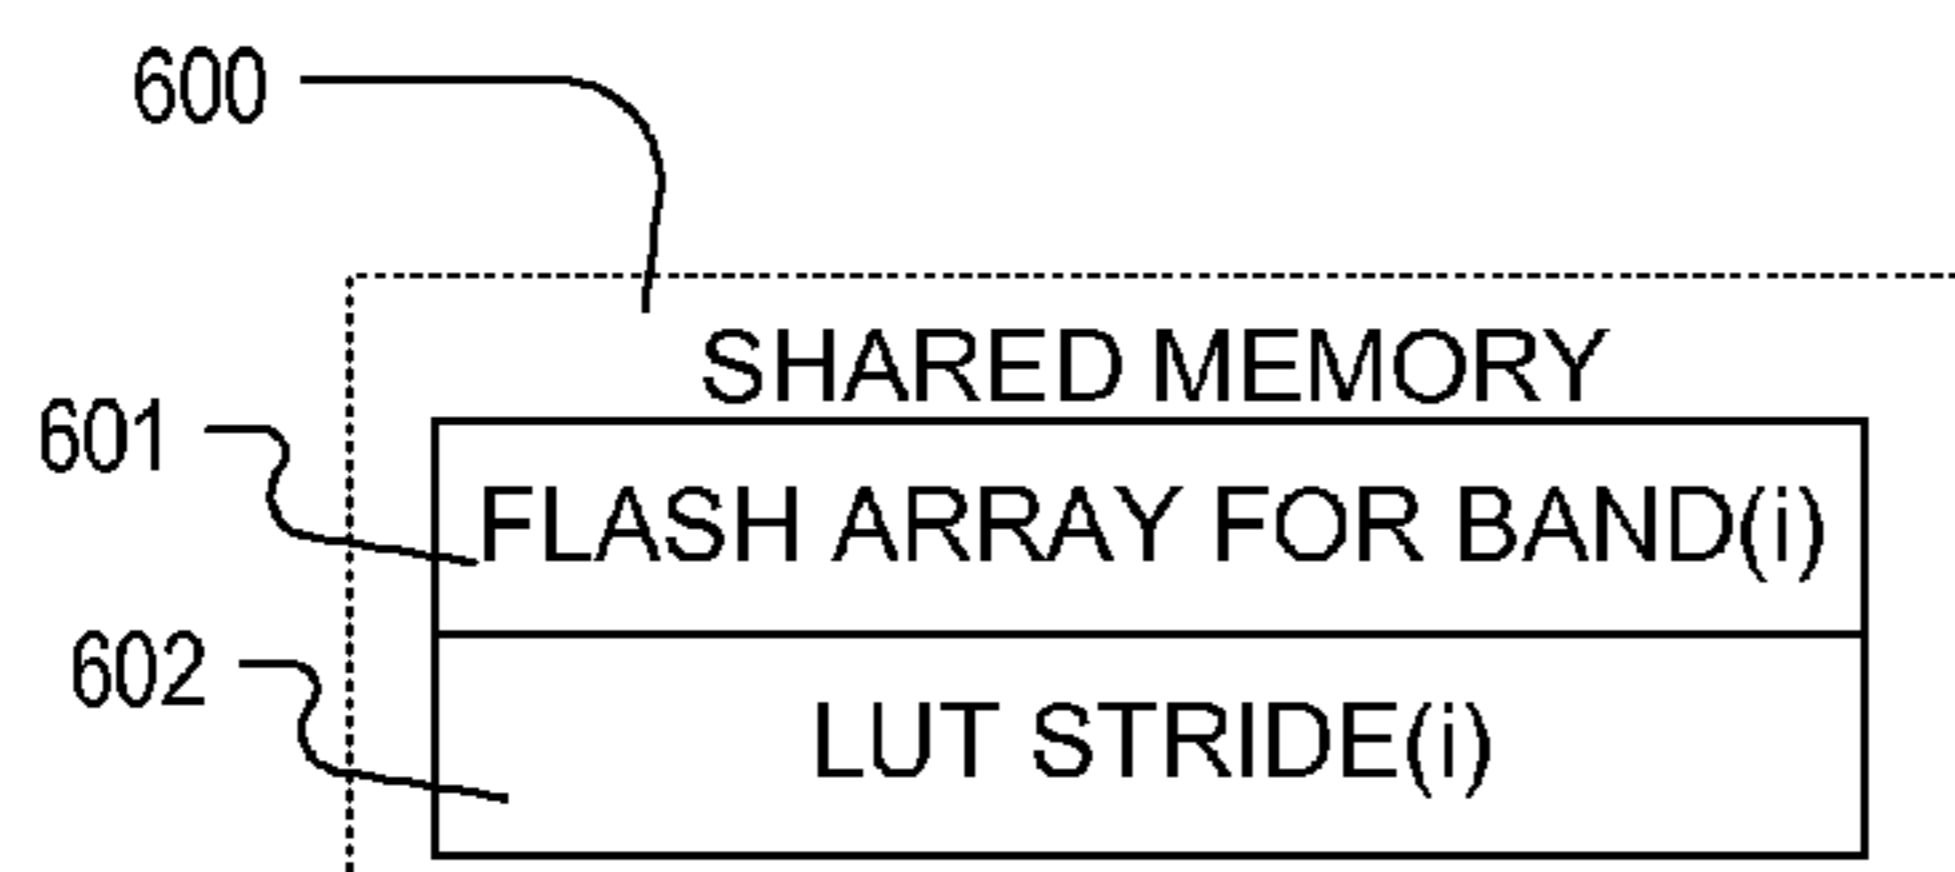 600
SHARED MEMORY
601
FLASH ARRAY FOR BAND(i)
602
LUT STRIDE(i)